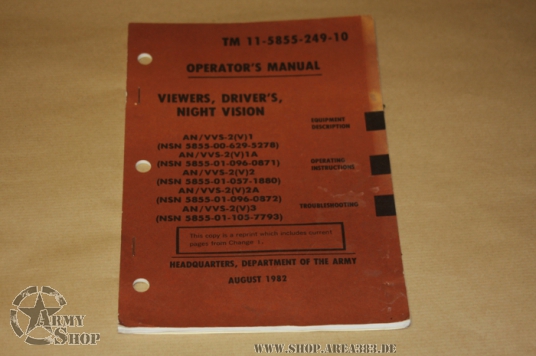 TM 11-5855-249-10
OPERATOR'S MANUAL
VIEWERS, DRIVER'S,
NIGHT VISION
AN/VVS-2(V)1
(NSN 5855-00-629-5278)
AN/VVS-2(V)1A
(NSN 5855-01-096-0871)
AN/VVS-2(V)2
(NSN 5855-01-057-1880)
AN/VVS-2(V)2A
(NSN 5855-01-096-0872)
AN/VVS-2(V)3
(NSN 5855-01-105-7793)
EQUIPMENT
DESCRIPTION
OPERATING
INSTRUCTIONS
TROUBLESHOOTING
This copy is a reprint which includes current
pages from Change 1.
HEADQUARTERS, DEPARTMENT OF THE ARMY
AUGUST 1982
ARMY
SHOP
WWW.SHOP.AREA383.DE